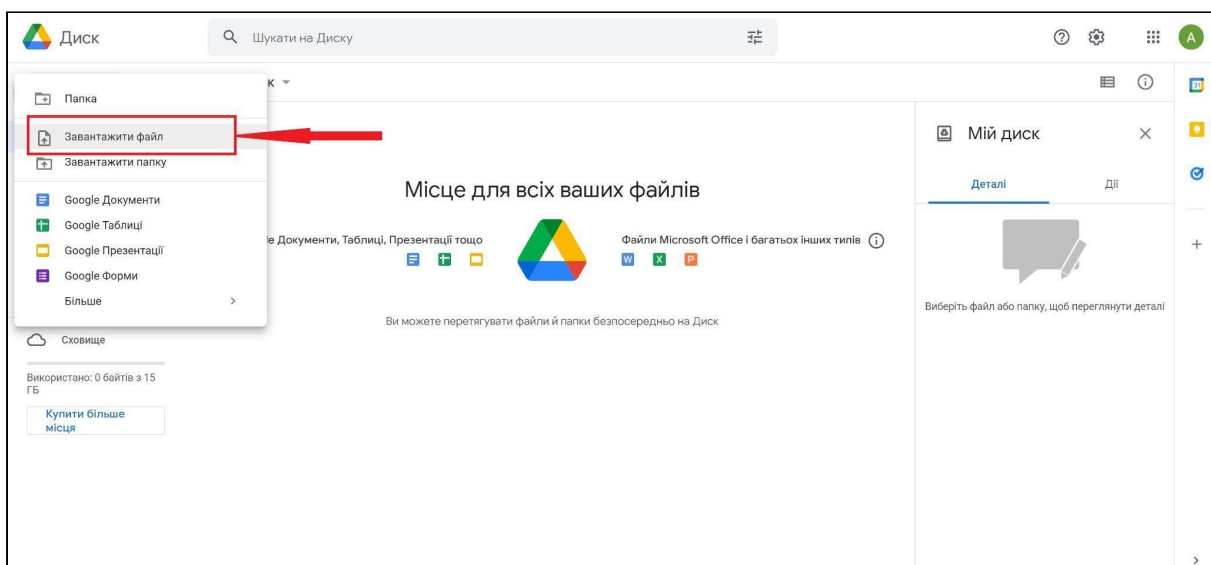 Диск
Шукати на Диску
A
Папка
Завантажити файл
Завантажити папку
Google Документи
Google Таблиці
Google Презентації
Google Форми
Більше
Сховище
Використано: 0 байтів з 15
ГБ
Купити більше
місця
Місце для всіх ваших файлів
Документи, Таблиці, Презентації тощо
W X P
Файли Microsoft Office і багатьох інших типів
Ви можете перетягувати файли й папки безпосередньо на Диск
Мій диск
Деталі
Дії
Виберіть файл або папку, щоб переглянути деталі
31